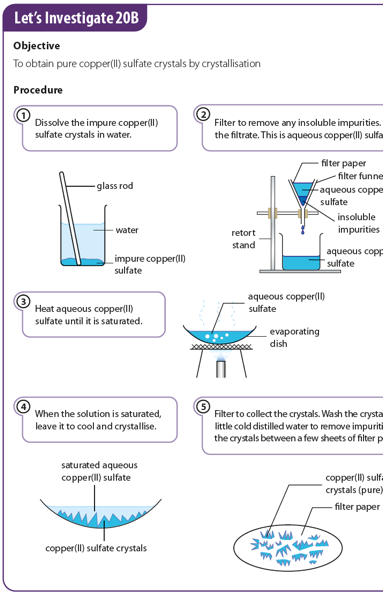 Let's Investigate 20B
Objective
To obtain pure copper(II) sulfate crystals by crystallisation
Procedure
1
Dissolve the impure copper(II)
sulfate crystals in water.
glass rod
water
impure copper(II)
sulfate
2
Filter to remove any insoluble impurities.
the filtrate. This is aqueous copper(II)
filter paper
filter
aqueous
sulfate
insoluble
impurities
retort
stand
aqueous
sulfate
3
Heat aqueous copper(II)
sulfate until it is saturated.
aqueous copper(II)
sulfate
evaporating
dish
4
When the solution is saturated,
leave it to cool and crystallise.
saturated aqueous
copper(II) sulfate
copper(II) sulfate crystals
5
Filter to collect the crystals. Wash the
little cold distilled water to remove
the crystals between a few sheets of filter
copper(II)
crystals (pure)
filter paper